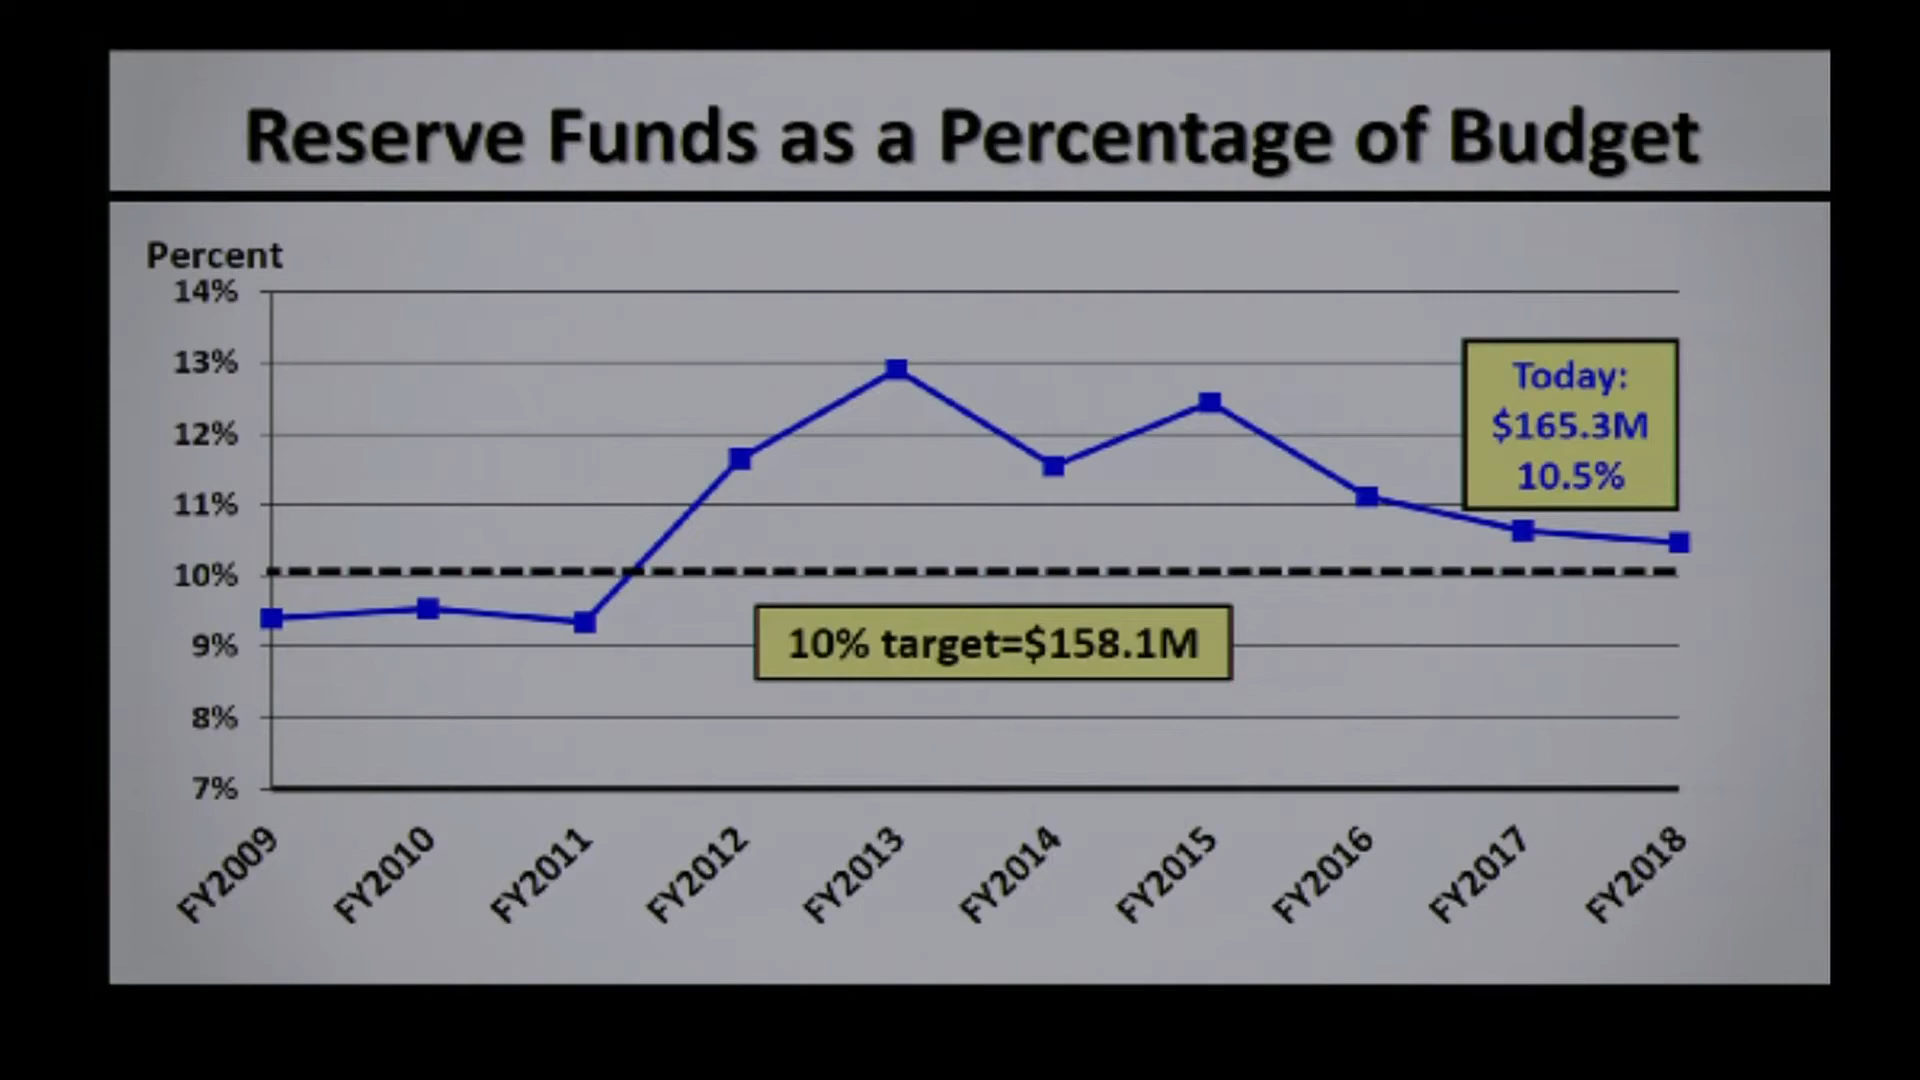 Reserve Funds as a Percentage of Budget
Percent
14%
13%
12%
11%
10%
9%
8%
7%
Today:
$165.3M
10.5%
10% target=$158.1M
FY2009
FY2010
FY2011
FY2012
FY2013
FY2014
FY2015
FY2016
FY2017
FY2018